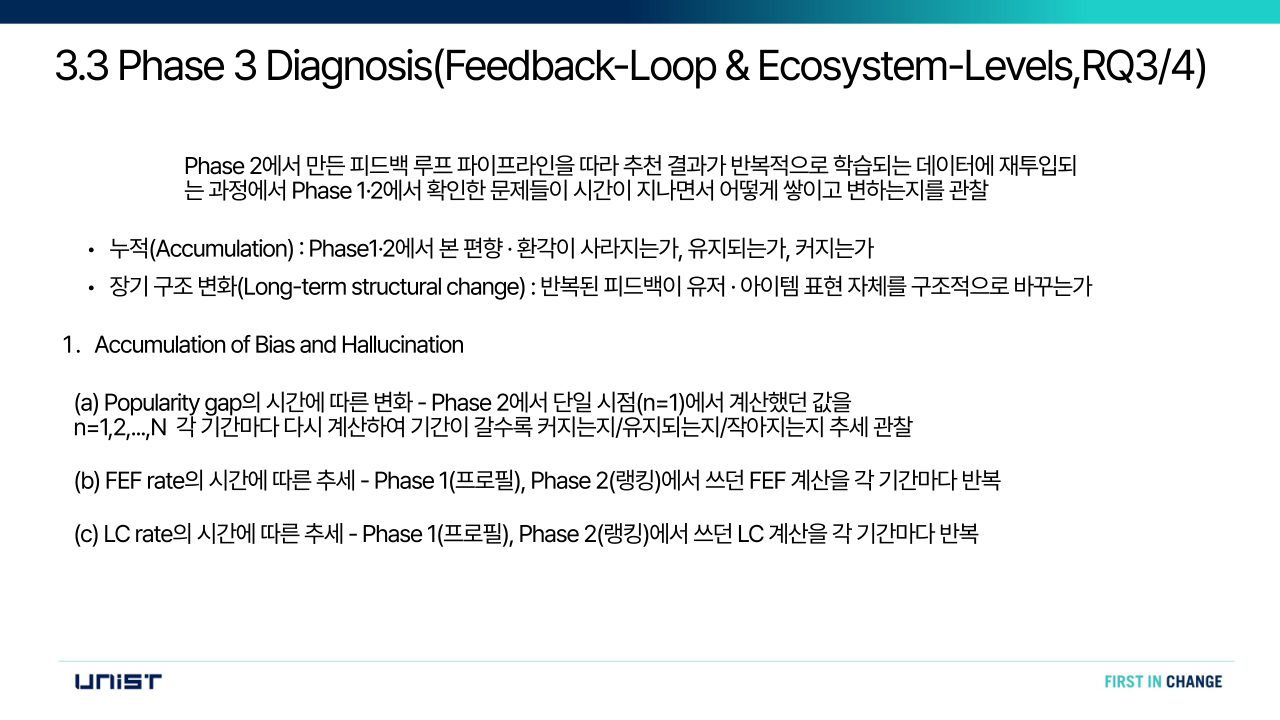 3.3 Phase 3 Diagnosis(Feedback-Loop & Ecosystem-Levels,RQ3/4)
Phase 2에서 만든 피드백 루프 파이프라인을 따라 추천 결과가 반복적으로 학습되는 데이터에 재투입되
는 과정에서 Phase 1·2에서 확인한 문제들이 시간이 지나면서 어떻게 쌓이고 변하는지를 관찰
• 누적(Accumulation) : Phase1·2에서 본 편향 · 환각이 사라지는가, 유지되는가, 커지는가
• 장기 구조 변화(Long-term structural change) : 반복된 피드백이 유저 · 아이템 표현 자체를 구조적으로 바꾸는가
1. Accumulation of Bias and Hallucination
(a) Popularity gap의 시간에 따른 변화 - Phase 2에서 단일 시점(n=1)에서 계산했던 값을
n=1,2,...,N 각 기간마다 다시 계산하여 기간이 갈수록 커지는지/유지되는지/작아지는지 추세 관찰
(b) FEF rate의 시간에 따른 추세 - Phase 1(프로필), Phase 2(랭킹)에서 쓰던 FEF 계산을 각 기간마다 반복
(c) LC rate의 시간에 따른 추세 - Phase 1(프로필), Phase 2(랭킹)에서 쓰던 LC 계산을 각 기간마다 반복
UNIST
FIRST IN CHANGE